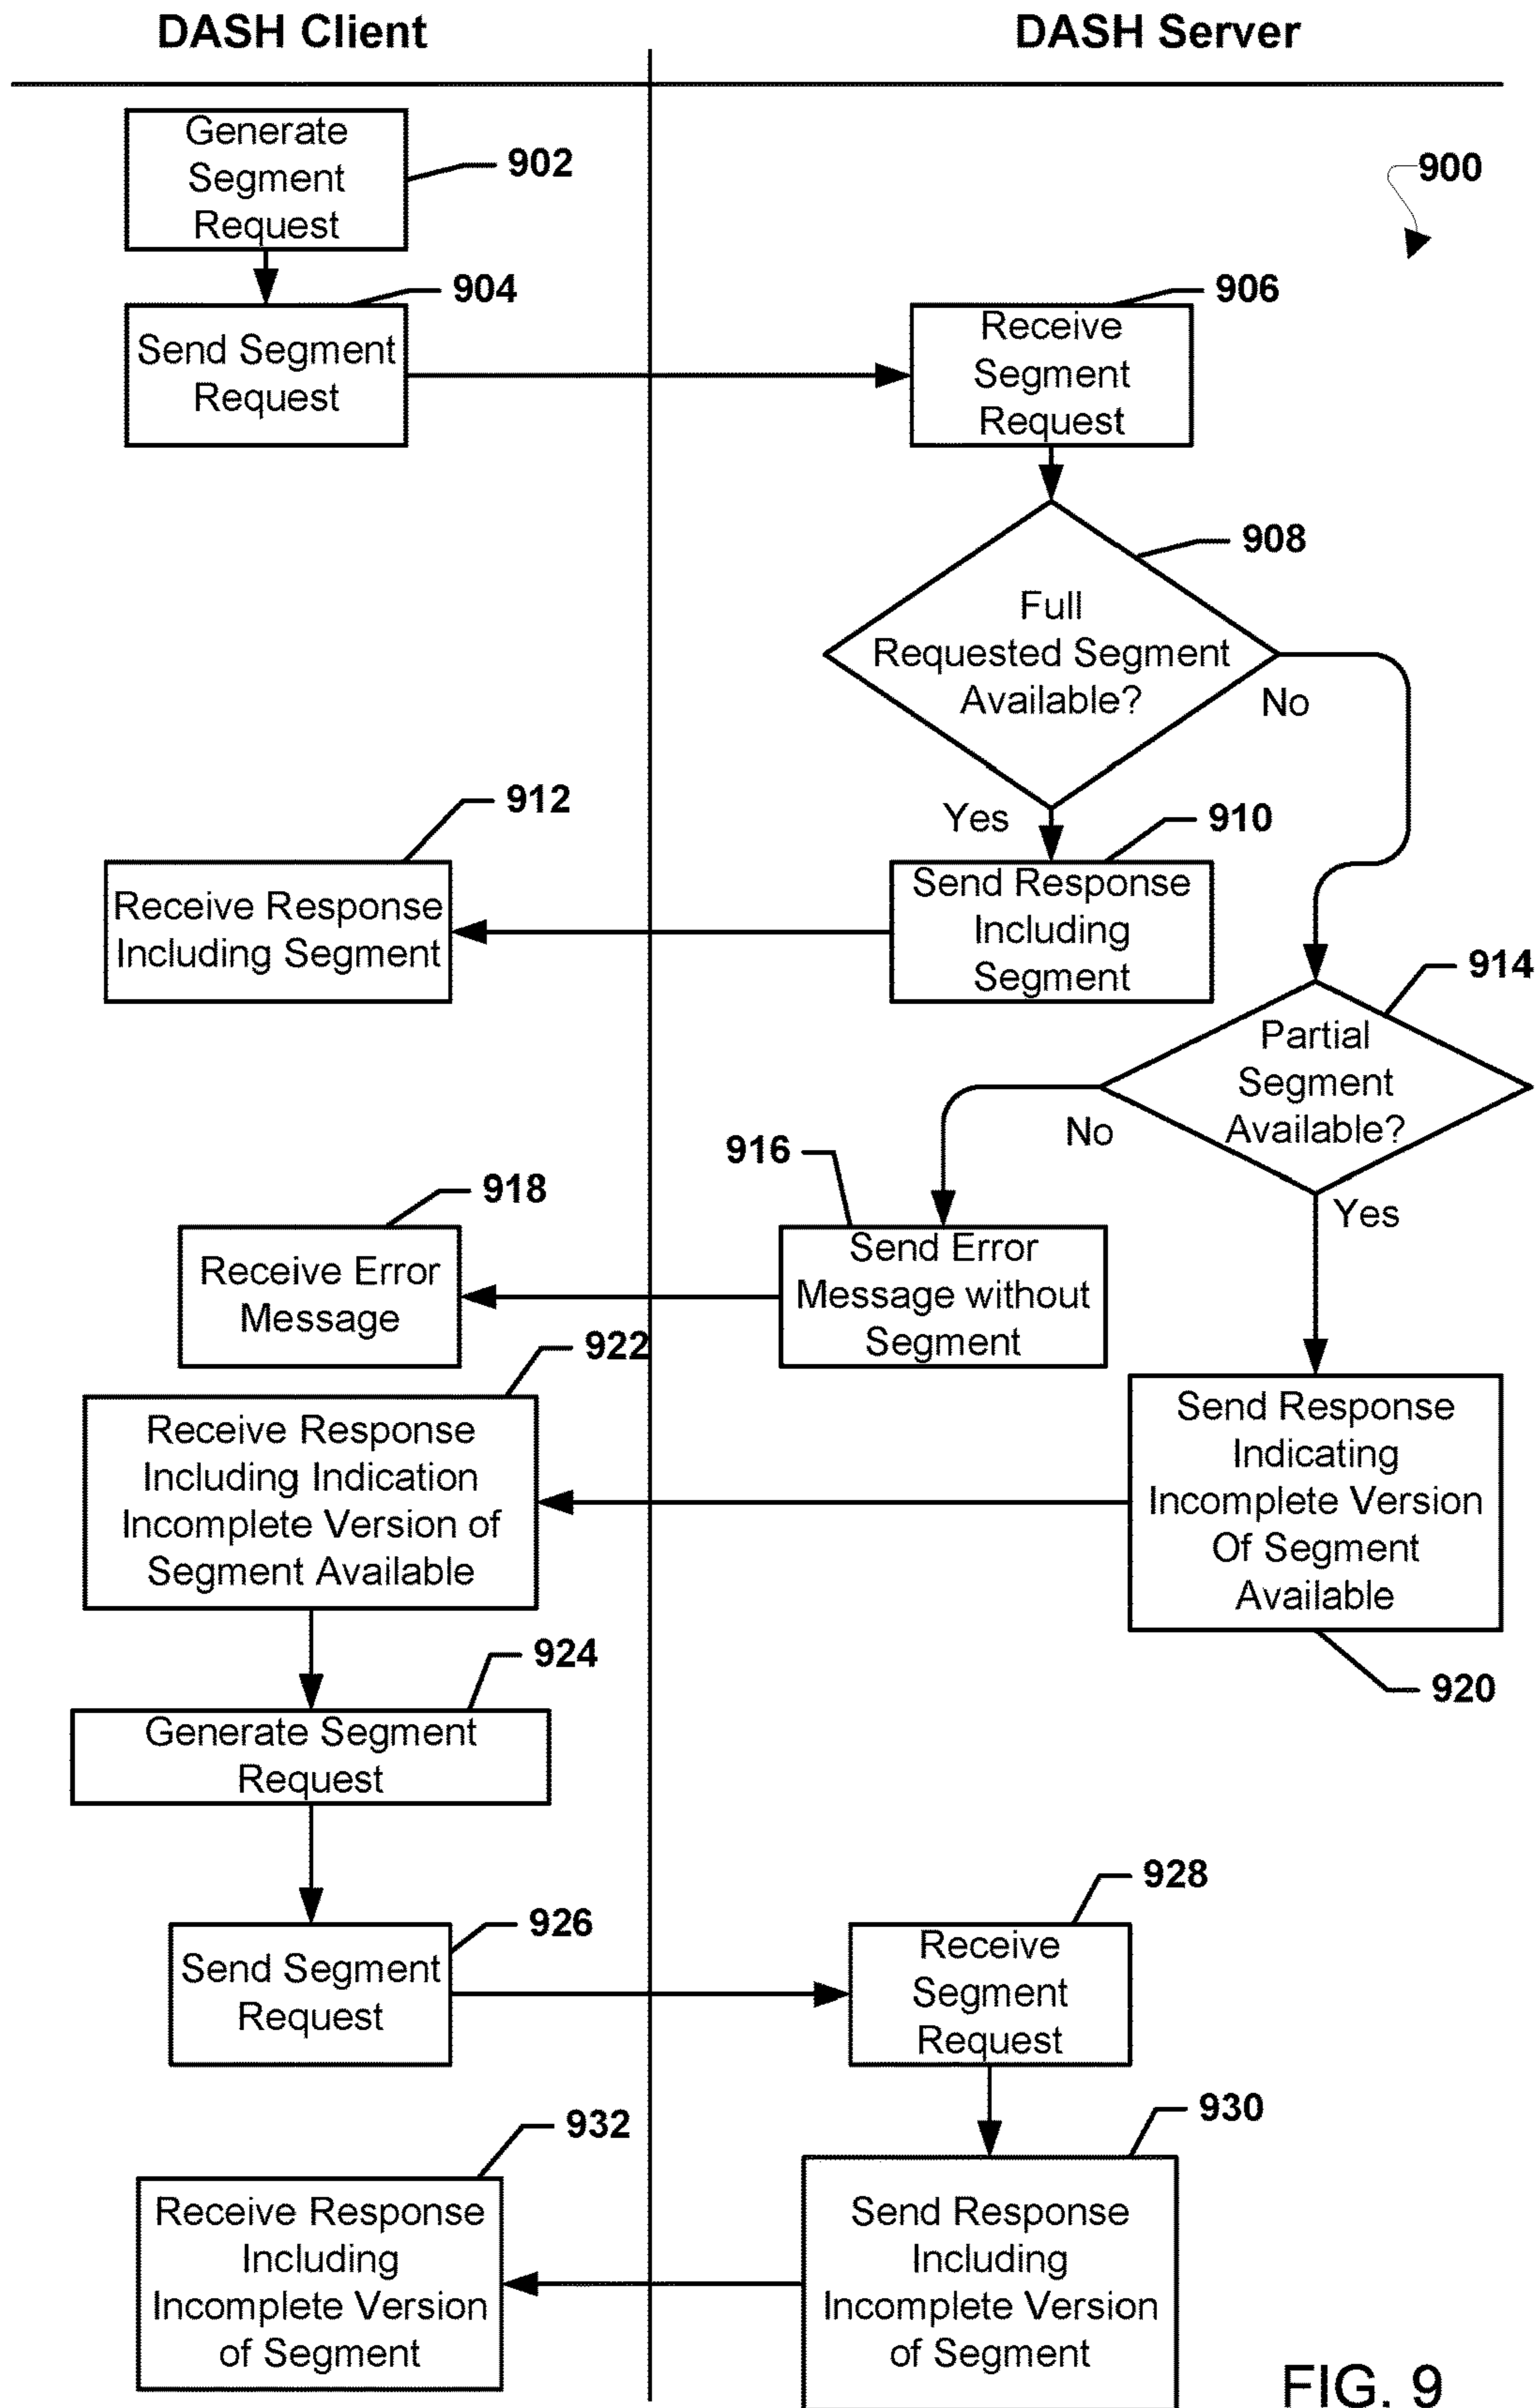 DASH Client
DASH Server
Generate
Segment
Request
902
900
904
Send Segment
Request
906
Receive
Segment
Request
908
Full
Requested Segment
Available?
No
Yes
912
Receive Response
Including Segment
910
Send Response
Including
Segment
914
Partial
Segment
Available?
No
Yes
916
Send Error
Message without
Segment
918
Receive Error
Message
922
Receive Response
Including Indication
Incomplete Version of
Segment Available
Send Response
Indicating
Incomplete Version
Of Segment
Available
920
924
Generate Segment
Request
926
Send Segment
Request
928
Receive
Segment
Request
930
Send Response
Including
Incomplete Version
of Segment
932
Receive Response
Including
Incomplete Version
of Segment
FIG. 9